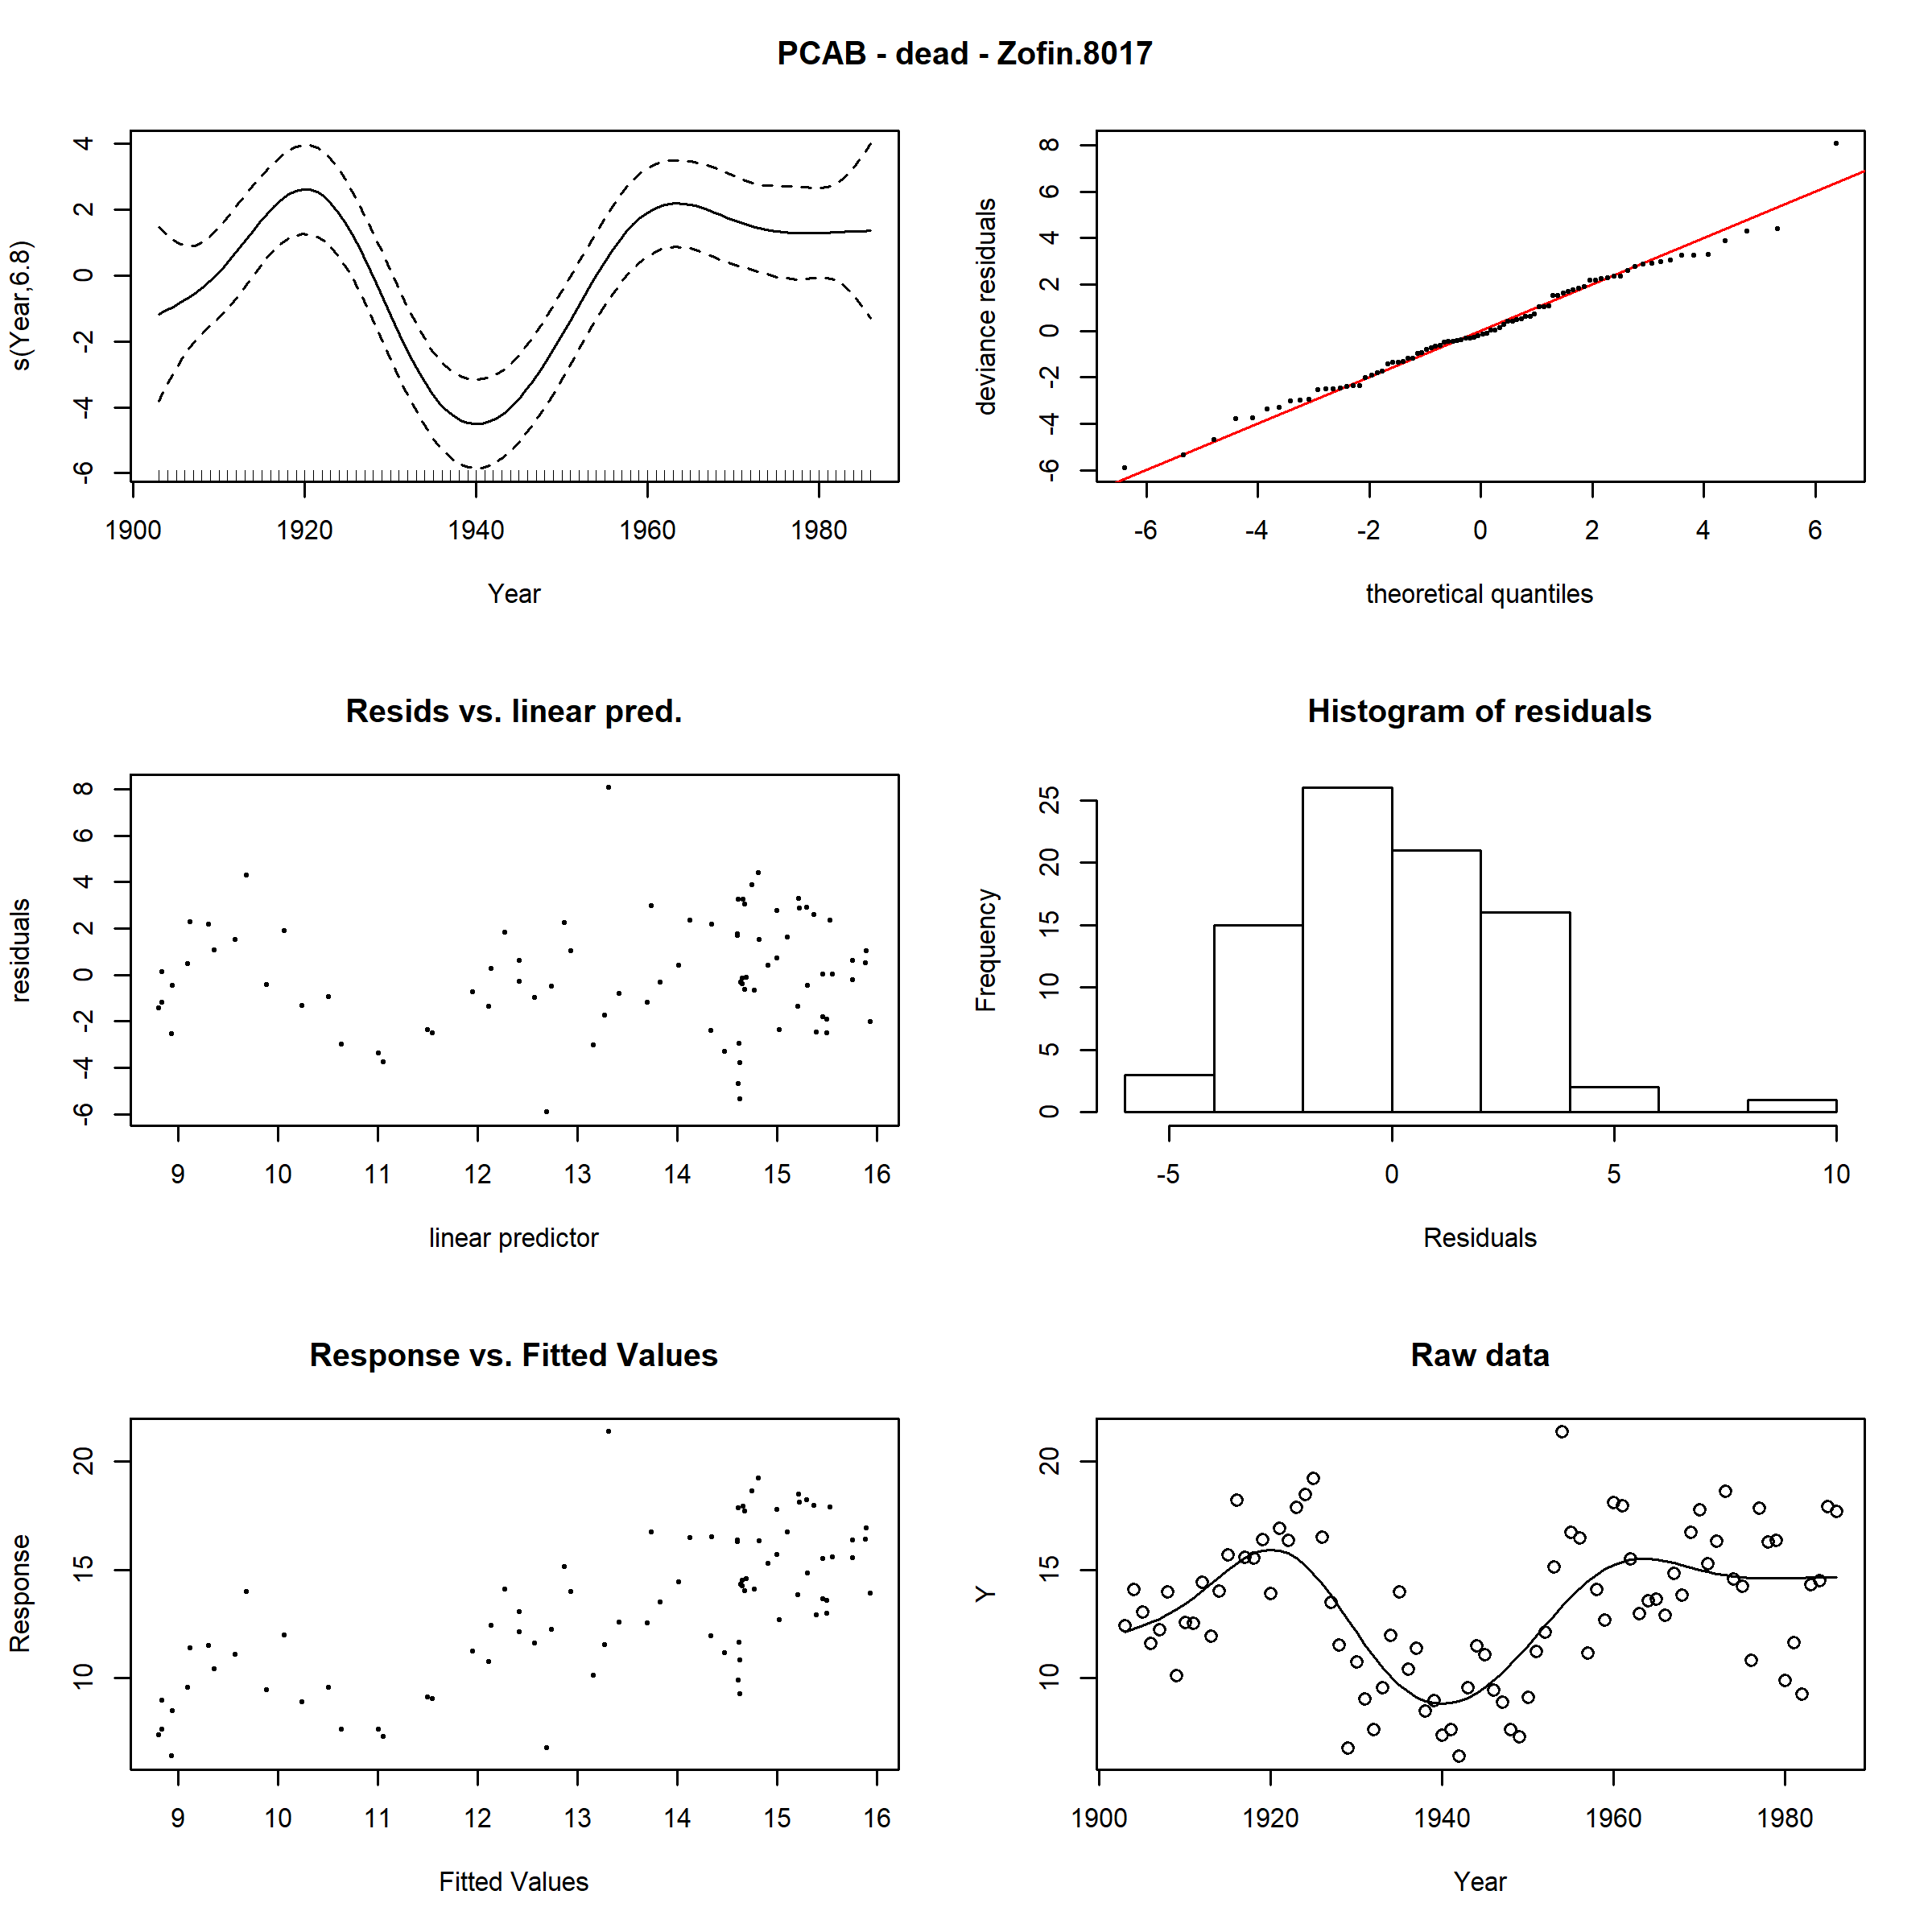 PCAB - dead - Zofin.8017
s(Year,6.8)
4
2
0
-2
-4
-6
1900 1920 1940 1960 1980
Year
deviance residuals
8
6
4
2
0
-2
-4
-6
-6 -4 -2 0 2 4 6
theoretical quantiles
Resids vs. linear pred.
residuals
8
6
4
2
0
-2
-4
-6
9 10 11 12 13 14 15 16
linear predictor
Histogram of residuals
Frequency
25
20
15
10
5
0
-5 0 5 10
Residuals
Response vs. Fitted Values
Response
20
15
10
9 10 11 12 13 14 15 16
Fitted Values
Raw data
Y
20
15
10
1900 1920 1940 1960 1980
Year